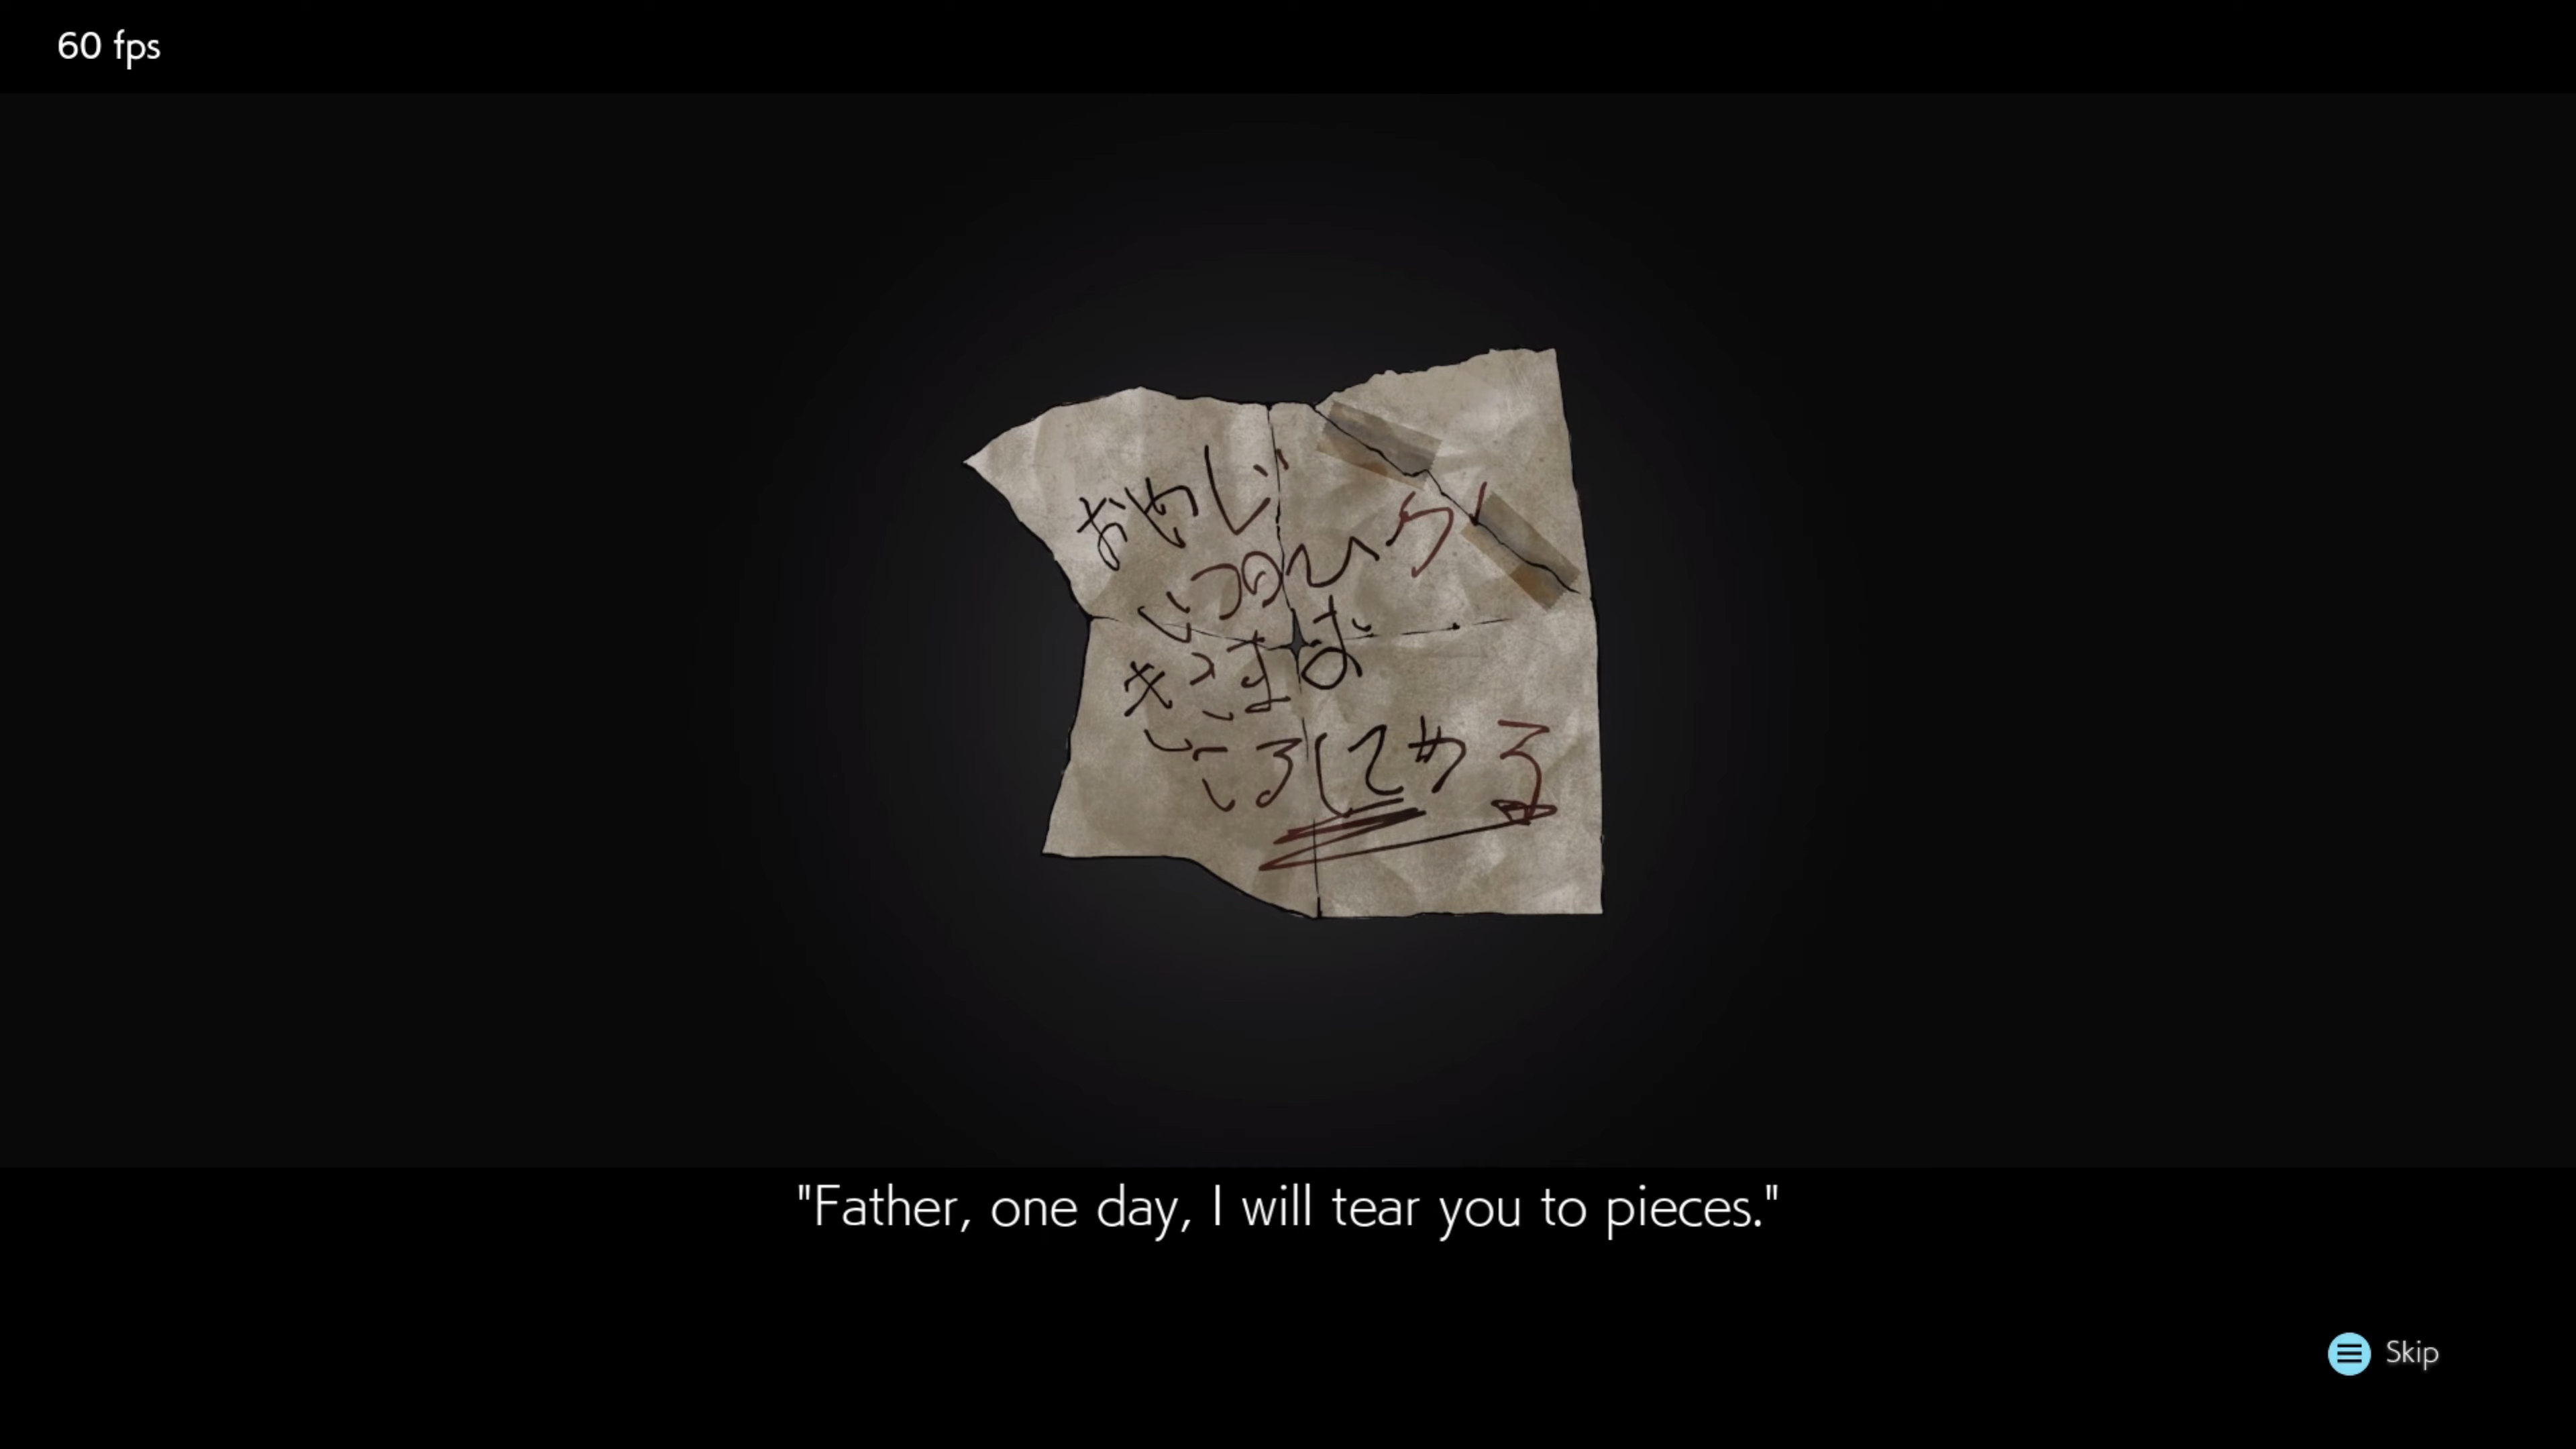 60 fps
おやじ
いつのひか
きさまお
ころしてやる
"Father, one day, I will tear you to pieces."
Skip